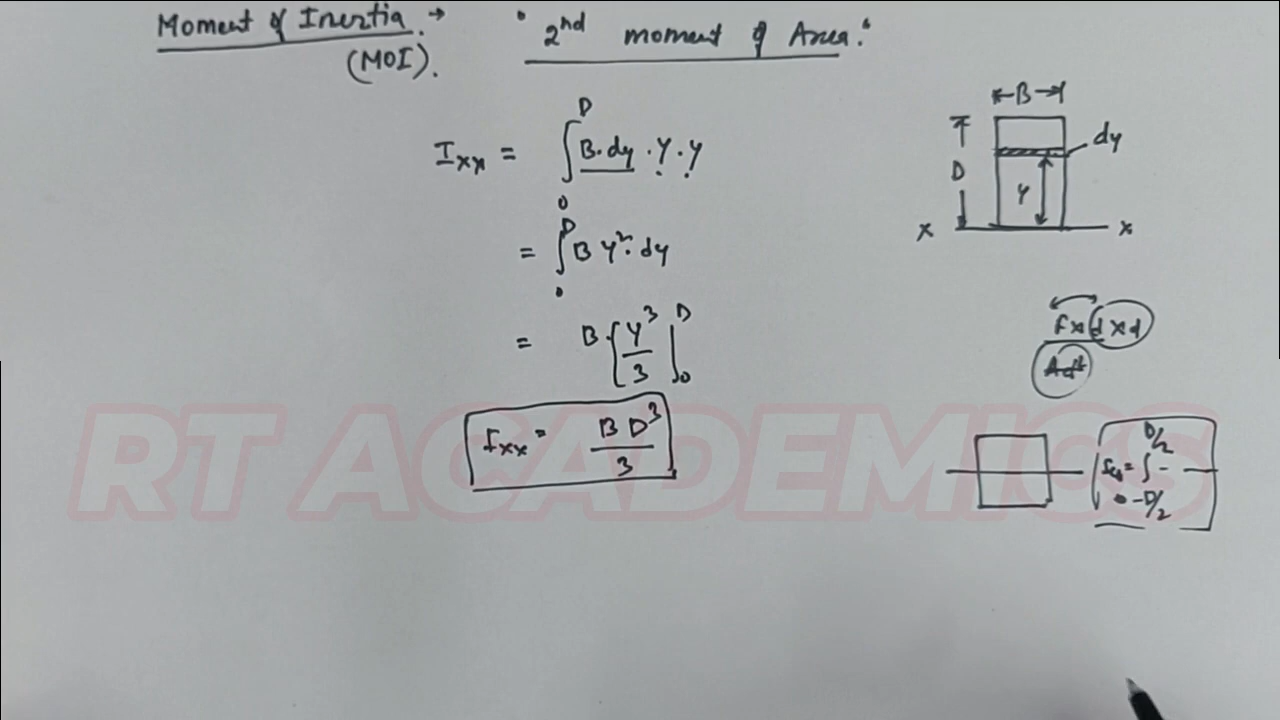 Moment of Inertia. → " 2nd moment of Area."
(MOI).
Ixx = ∫₀ᴰ B.dy . y . y
= ∫₀ᴰ B y². dy
= B [y³/3]₀ᴰ
Ixx = BD³/3
←B→
D
dy
y
x x
F×d×d
D/2
= ∫ -
-D/2
RT ACADEMICS